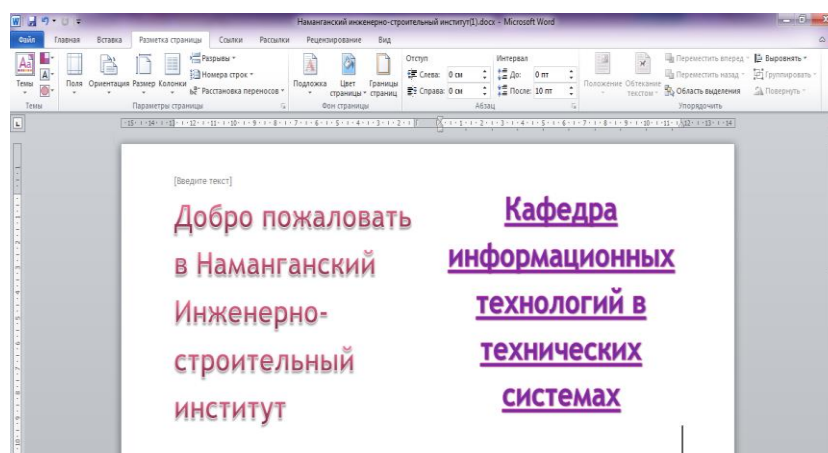 Наманганский инженерно-строительный институт(1).docx - Microsoft Word
Файл Главная Вставка Разметка страницы Ссылки Рассылки Рецензирование Вид
Темы
Поля Ориентация Размер Колонки
Разрывы
Номера строк
Расстановка переносов
Подложка Цвет страницы Границы страниц
Отступ Интервал
Слева: 0 см До: 0 пт
Справа: 0 см После: 10 пт
Положение Обтекание текстом
Переместить вперед
Переместить назад
Область выделения
Выровнять
Группировать
Повернуть
Темы Параметры страницы Фон страницы Абзац Упорядочить
[Введите текст]
Добро пожаловать
в Наманганский
Инженерно-
строительный
институт
Кафедра
информационных
технологий в
технических
системах